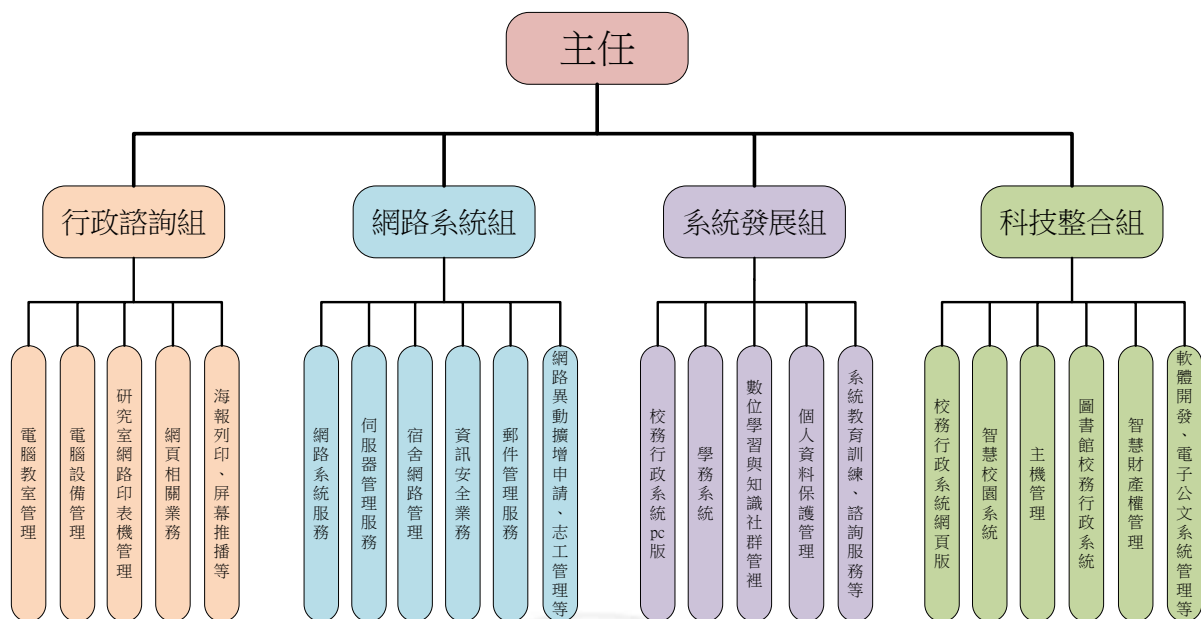 主任
行政諮詢組
網路系統組
系統發展組
科技整合組
電腦教室管理
電腦設備管理
研究室網路印表機管理
網頁相關業務
海報列印、屏幕推播等
網路系統服務
伺服器管理服務
宿舍網路管理
資訊安全業務
郵件管理服務
網路異動擴增申請、志工管理等
校務行政系統pc版
學務系統
數位學習與知識社群管裡
個人資料保護管理
系統教育訓練、諮詢服務等
校務行政系統網頁版
智慧校園系統
主機管理
圖書館校務行政系統
智慧財產權管理
軟體開發、電子公文系統管理等